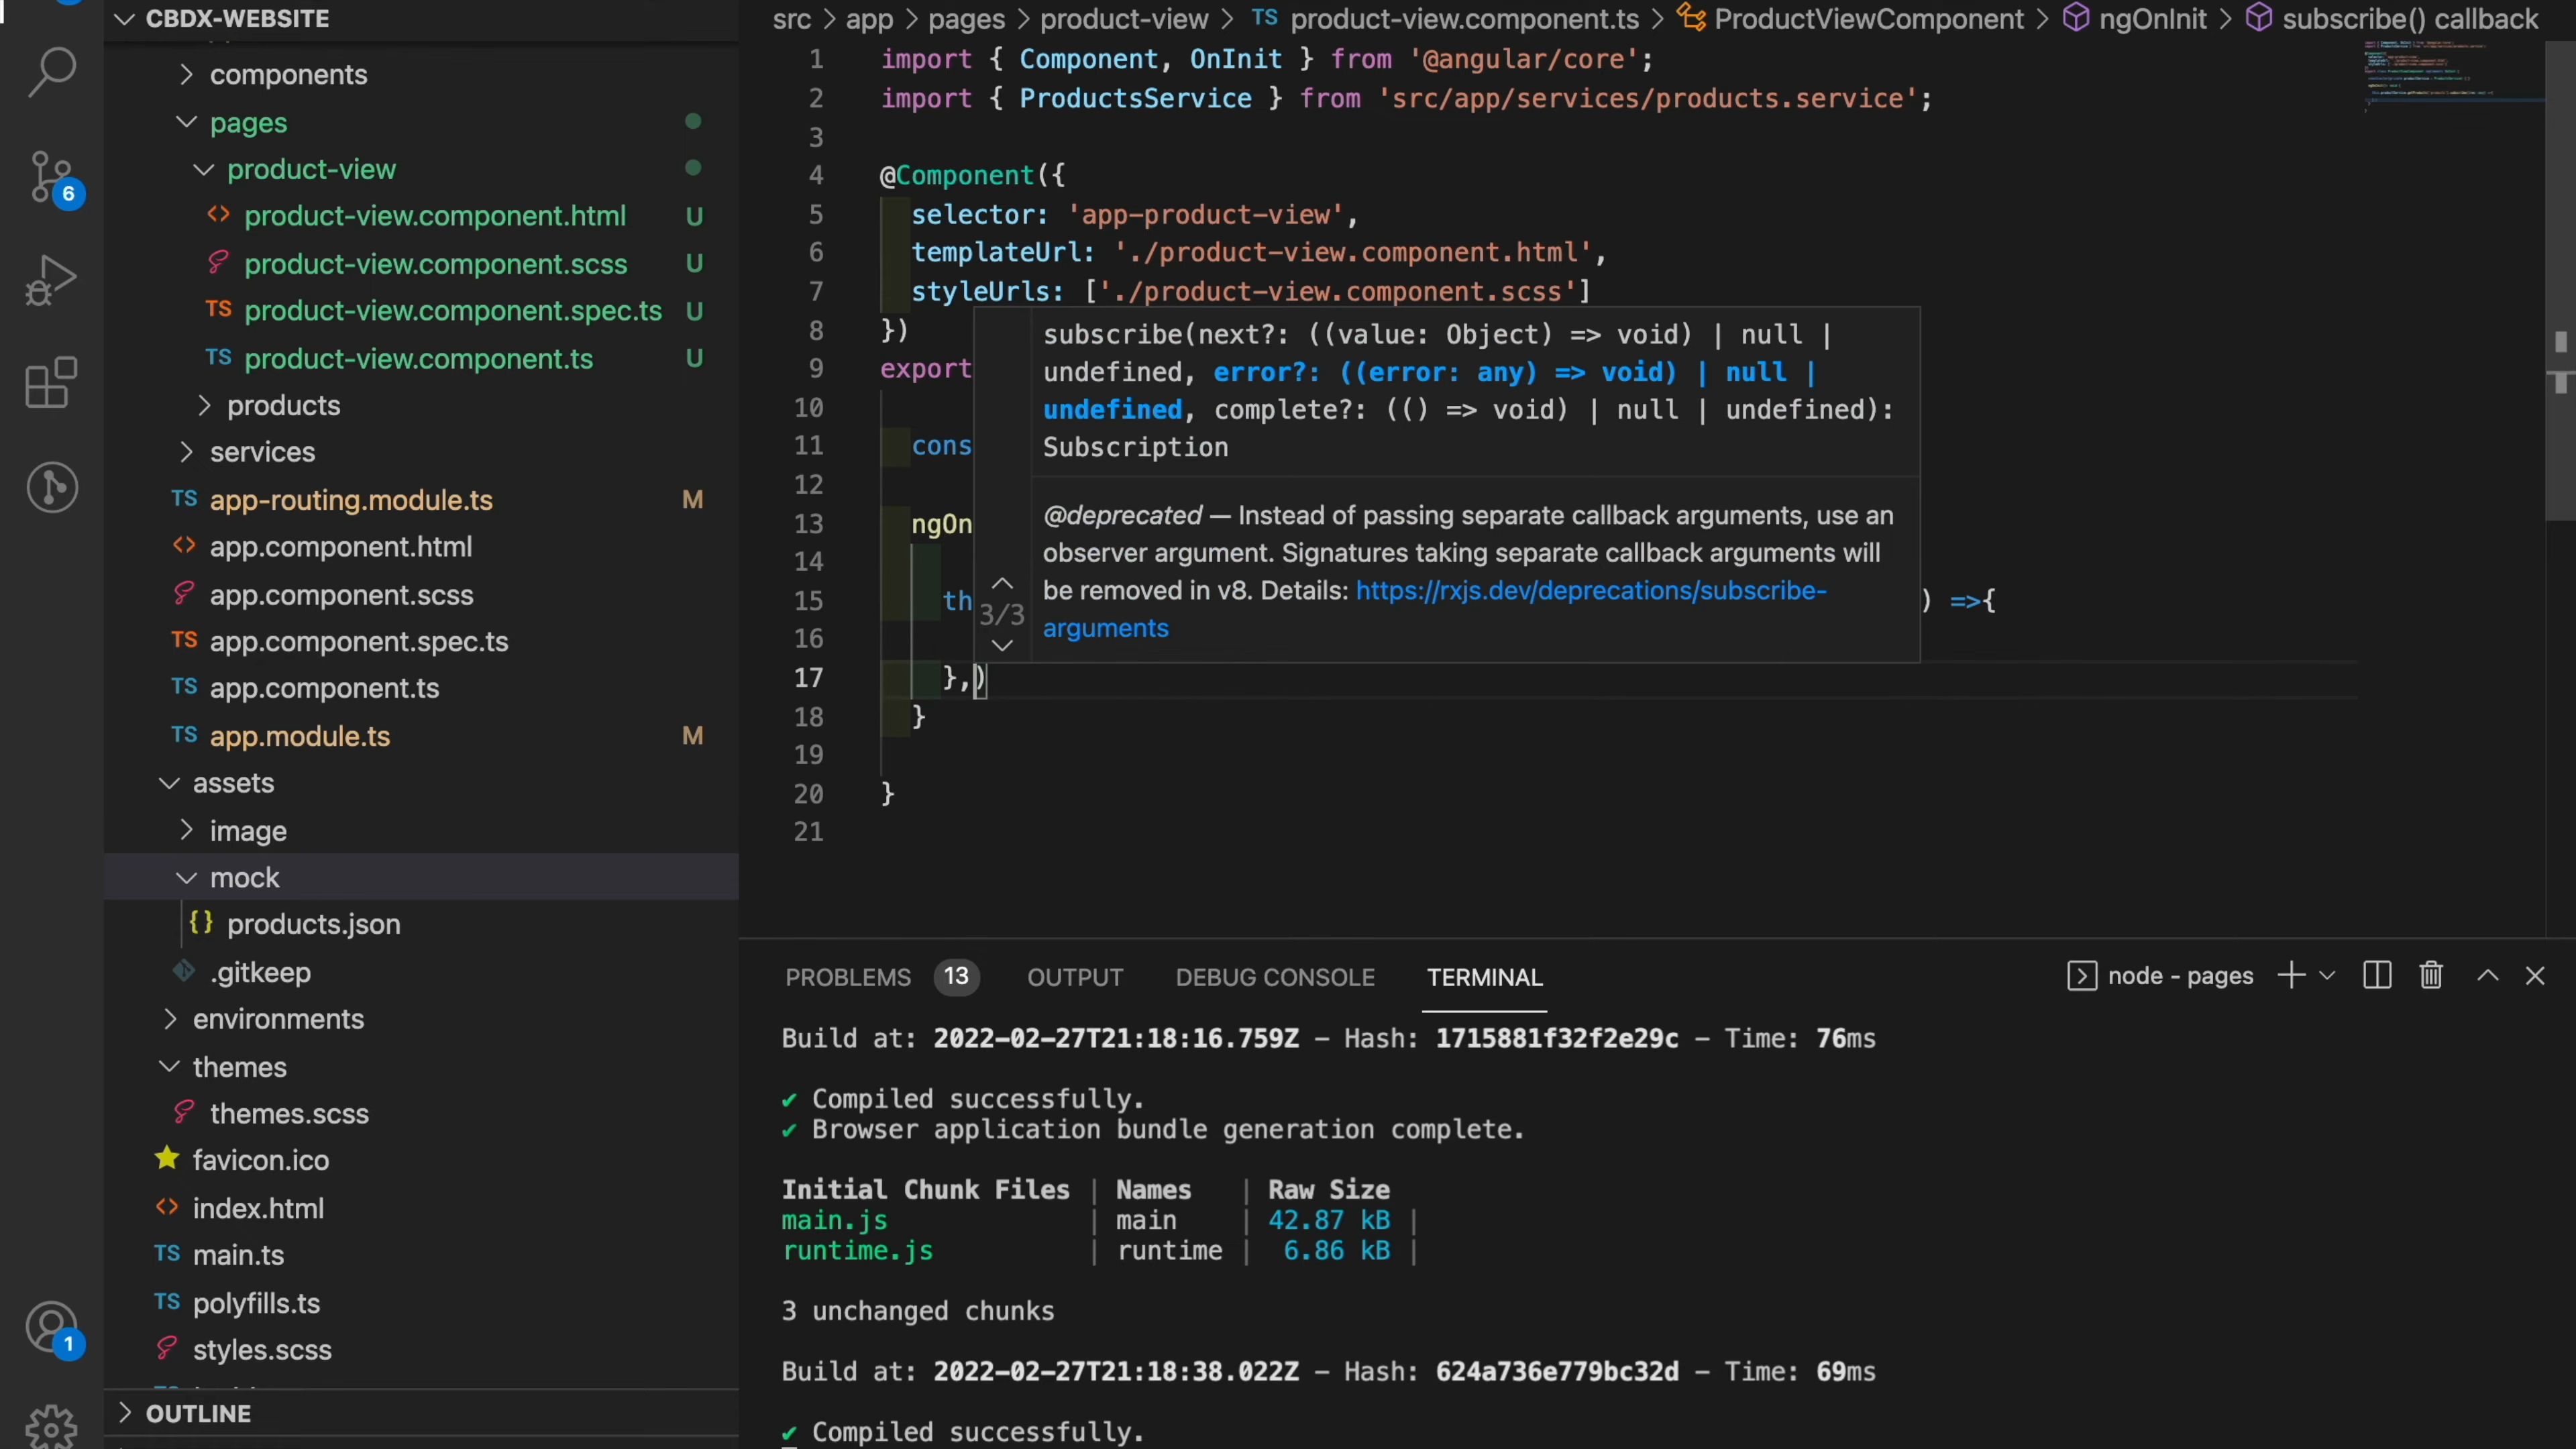 CBDX-WEBSITE
components
pages
product-view
product-view.component.html U
product-view.component.scss U
TS product-view.component.spec.ts U
TS product-view.component.ts U
products
services
TS app-routing.module.ts M
app.component.html
app.component.scss
TS app.component.spec.ts
TS app.component.ts
TS app.module.ts M
assets
image
mock
{} products.json
.gitkeep
environments
themes
themes.scss
favicon.ico
index.html
TS main.ts
TS polyfills.ts
styles.scss
OUTLINE
6
1
src > app > pages > product-view > TS product-view.component.ts > ProductViewComponent > ngOnInit > subscribe() callback
1 import { Component, OnInit } from '@angular/core';
2 import { ProductsService } from 'src/app/services/products.service';
3
4 @Component({
5 selector: 'app-product-view',
6 templateUrl: './product-view.component.html',
7 styleUrls: ['./product-view.component.scss']
8 })
9 export
10
11 cons
12
13 ngOn
14
15 th ) =>{
16
17 },)
18 }
19
20 }
21
subscribe(next?: ((value: Object) => void) | null |
undefined, error?: ((error: any) => void) | null |
undefined, complete?: (() => void) | null | undefined):
Subscription
@deprecated — Instead of passing separate callback arguments, use an
observer argument. Signatures taking separate callback arguments will
be removed in v8. Details: https://rxjs.dev/deprecations/subscribe-
arguments
3/3
PROBLEMS 13 OUTPUT DEBUG CONSOLE TERMINAL node - pages
Build at: 2022-02-27T21:18:16.759Z - Hash: 1715881f32f2e29c - Time: 76ms
✔ Compiled successfully.
✔ Browser application bundle generation complete.
Initial Chunk Files | Names | Raw Size
main.js | main | 42.87 kB |
runtime.js | runtime | 6.86 kB |
3 unchanged chunks
Build at: 2022-02-27T21:18:38.022Z - Hash: 624a736e779bc32d - Time: 69ms
✔ Compiled successfully.